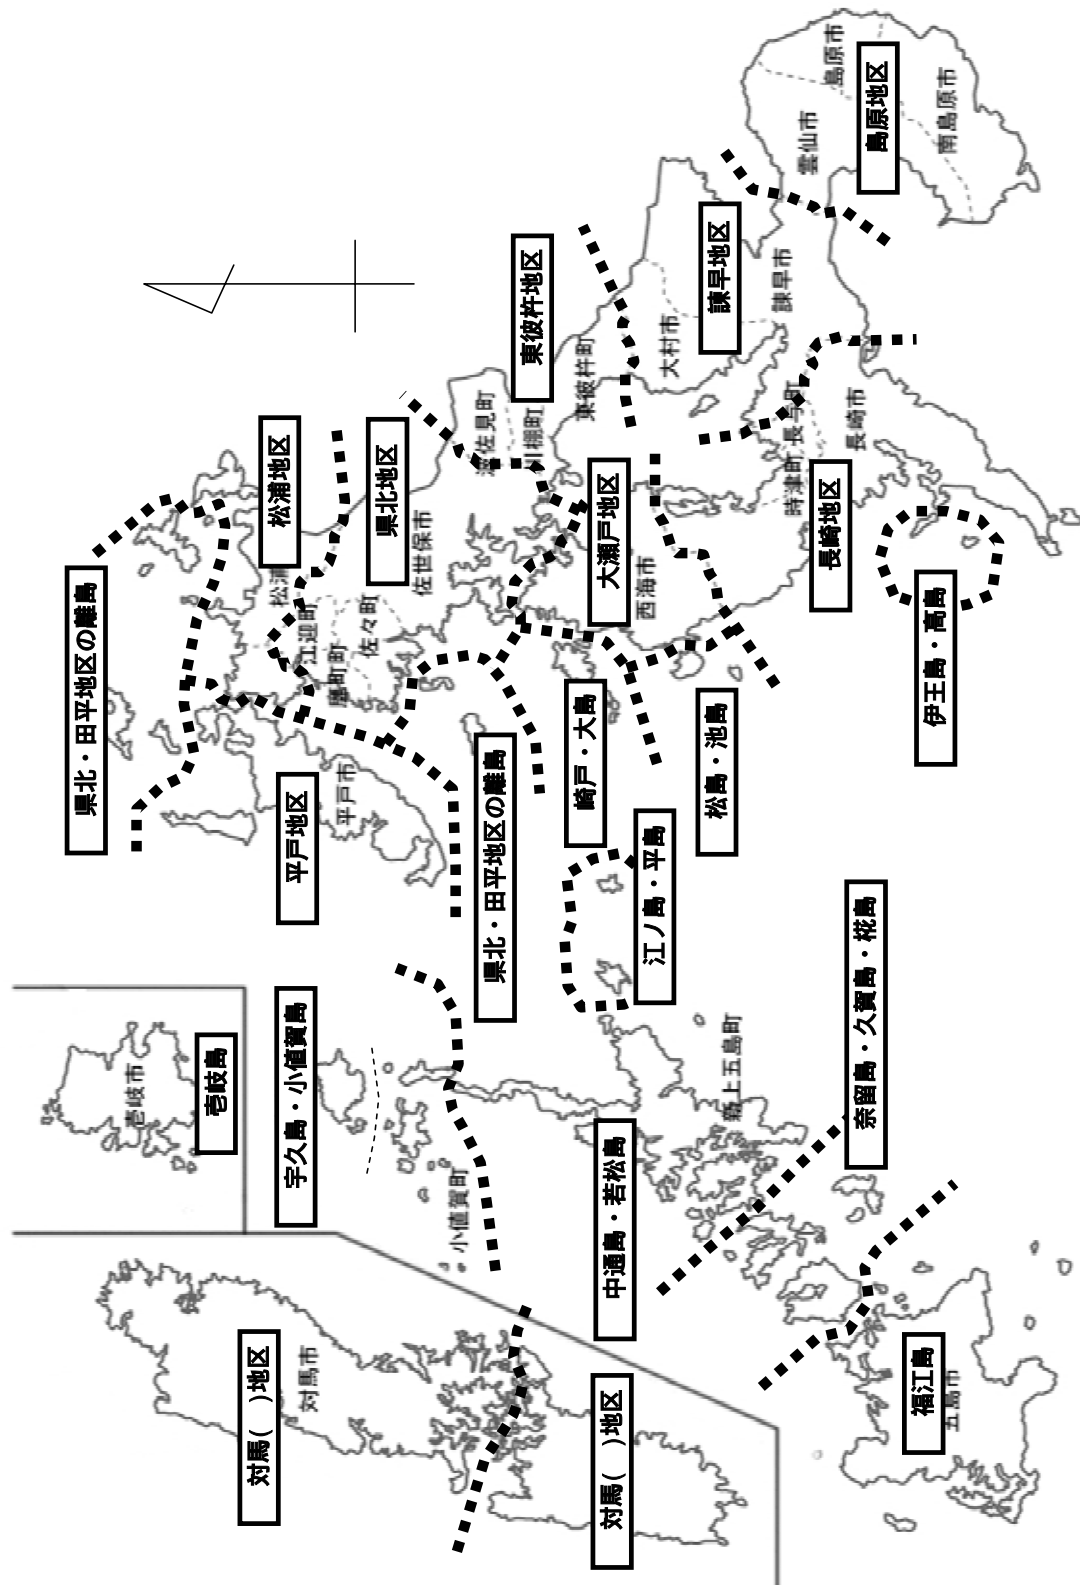 県北・田平地区の離島
松浦地区
県北地区
東彼杵地区
諫早地区
島原地区
島原市
雲仙市
南島原市
諫早市
大村市
東彼杵町
川棚町
波佐見町
長与町
時津町
長崎市
長崎地区
大瀬戸地区
西海市
佐世保市
佐々町
江迎町
松浦
鹿町町
平戸市
平戸地区
県北・田平地区の離島
崎戸・大島
松島・池島
伊王島・高島
江ノ島・平島
壱岐市
壱岐島
宇久島・小値賀島
小値賀町
新上五島町
中通島・若松島
奈留島・久賀島・椛島
福江島
五島市
対馬市
対馬( )地区
対馬( )地区